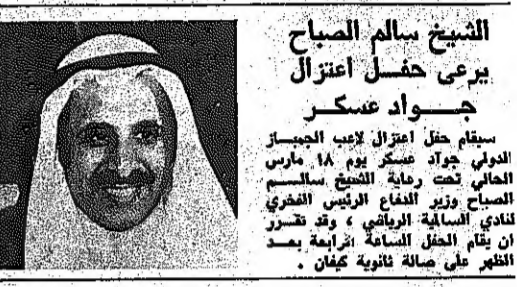 الشيخ سالم الصباح
يرعى حفل اعتزال
جواد عسكر
سيقام حفل اعتزال لاعب الجمباز
الدولي جواد عسكر يوم ١٨ مارس
الحالي تحت رعاية الشيخ سالم
الصباح وزير الدفاع الرئيس الفخري
لنادي السالمية الرياضي ، وقد تقرر
ان يقام الحفل الساعة الرابعة بعد
الظهر على صالة ثانوية كيفان .